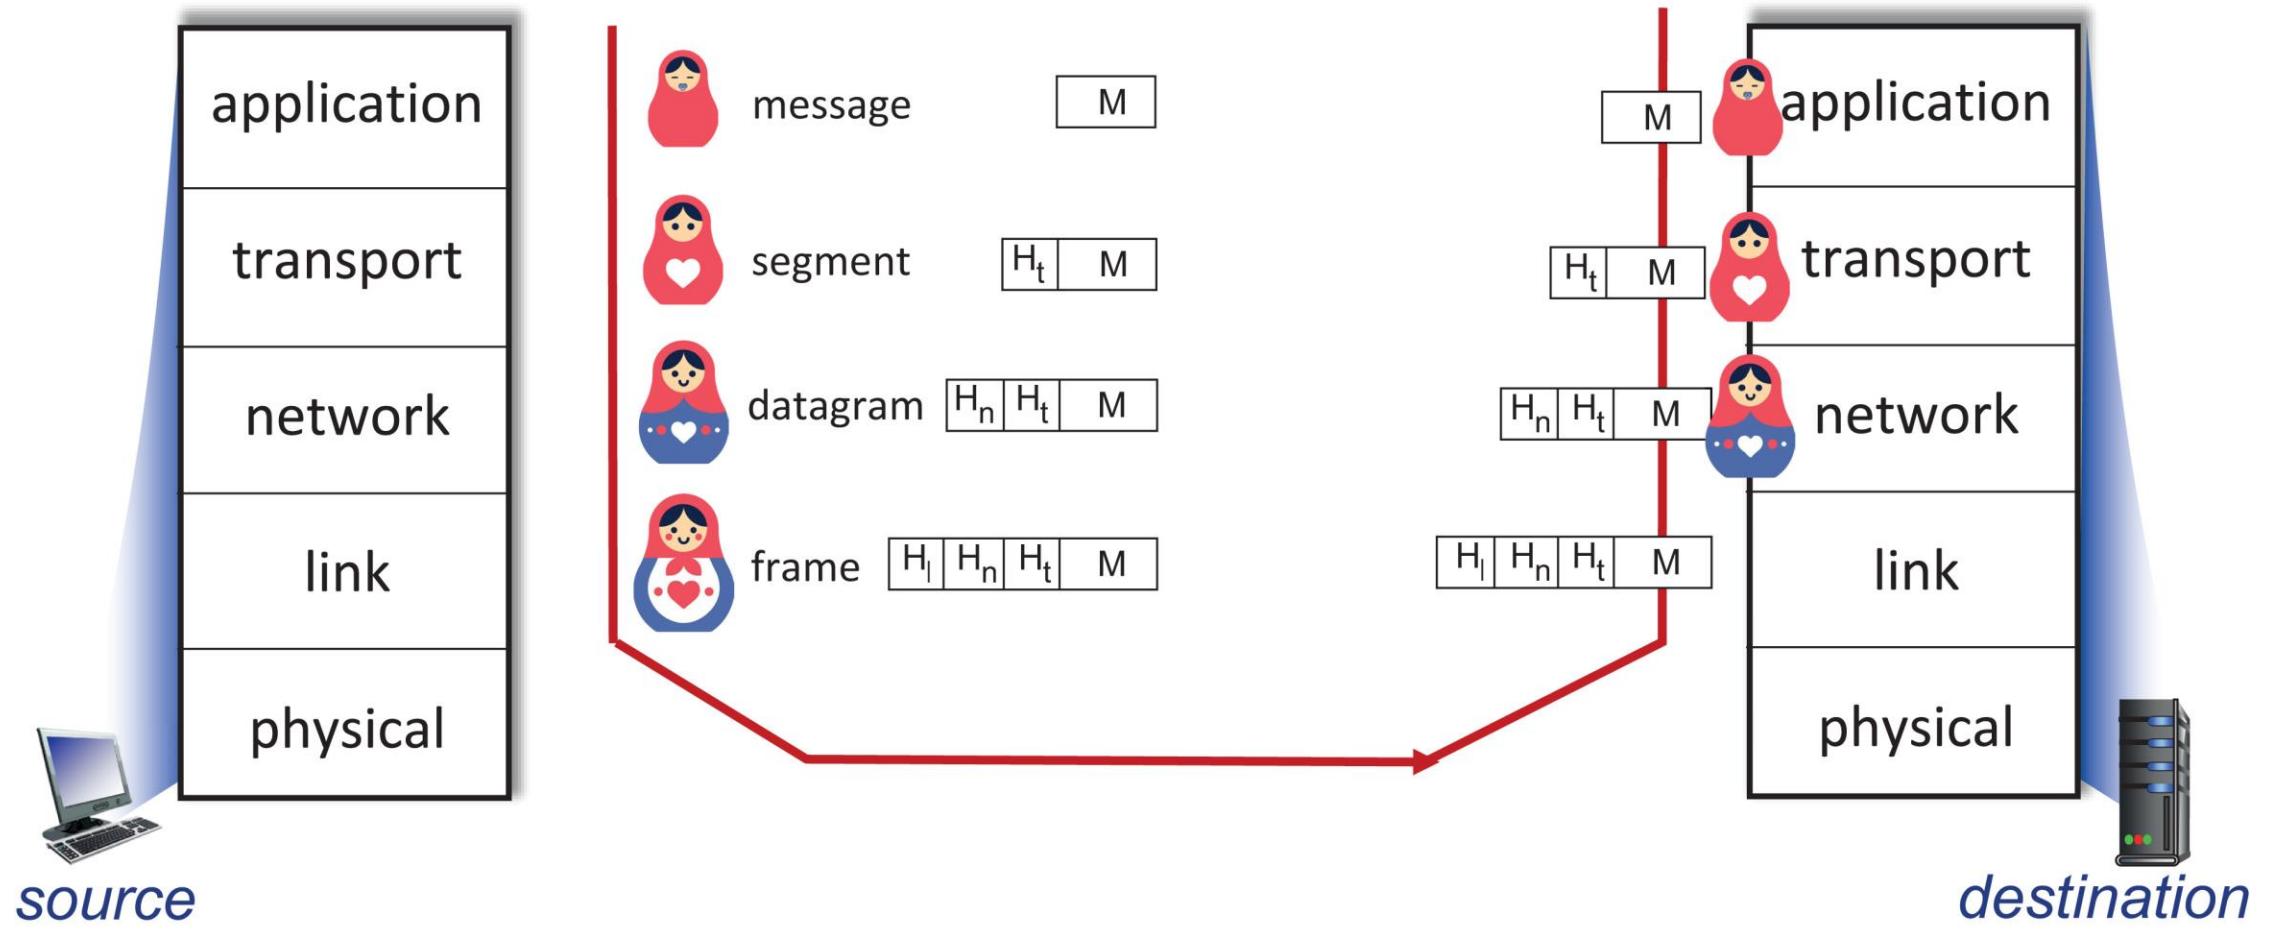 application
transport
network
link
physical
source
message M
segment Ht M
datagram Hn Ht M
frame Hl Hn Ht M
M
Ht M
Hn Ht M
Hl Hn Ht M
application
transport
network
link
physical
destination